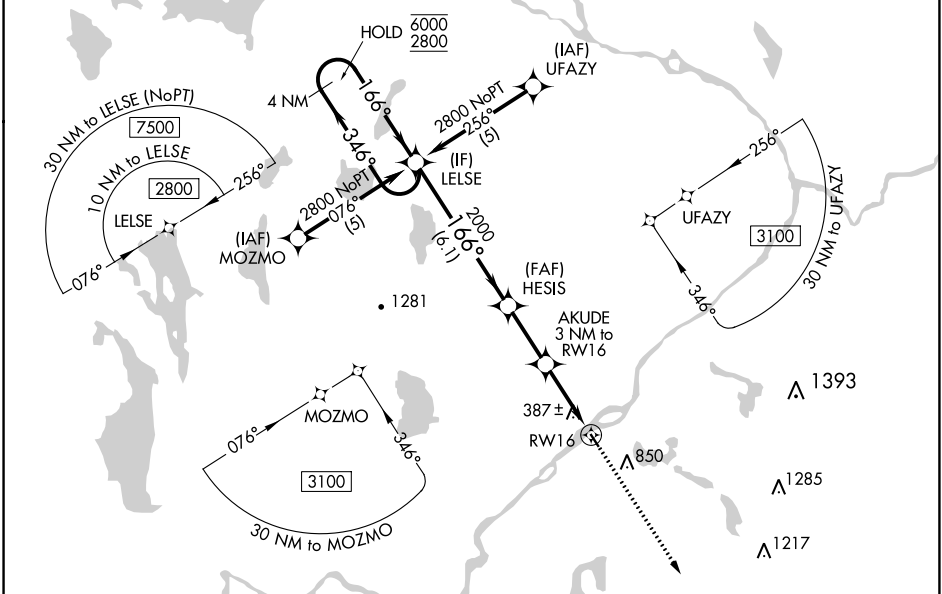 HOLD 6000
2800
(IAF)
UFAZY
4 NM
166°
346°
2800 NoPT
256°
(5)
(IF)
LELSE
30 NM to LELSE (NoPT)
7500
10 NM to LELSE
2800
256°
LELSE
076°
2800 NoPT
076°
(5)
(IAF)
MOZMO
256°
UFAZY
3100
346°
30 NM to UFAZY
2000
166°
(6.1)
(FAF)
HESIS
1281
AKUDE
3 NM to
RW16
MOZMO
076°
346°
3100
30 NM to MOZMO
387±
RW16
1393
850
1285
1217